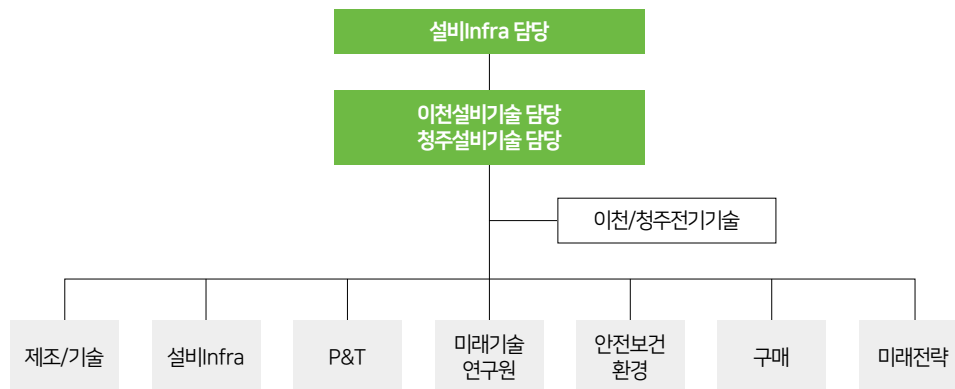 설비Infra 담당
이천설비기술 담당
청주설비기술 담당
이천/청주전기기술
제조/기술
설비Infra
P&T
미래기술
연구원
안전보건
환경
구매
미래전략